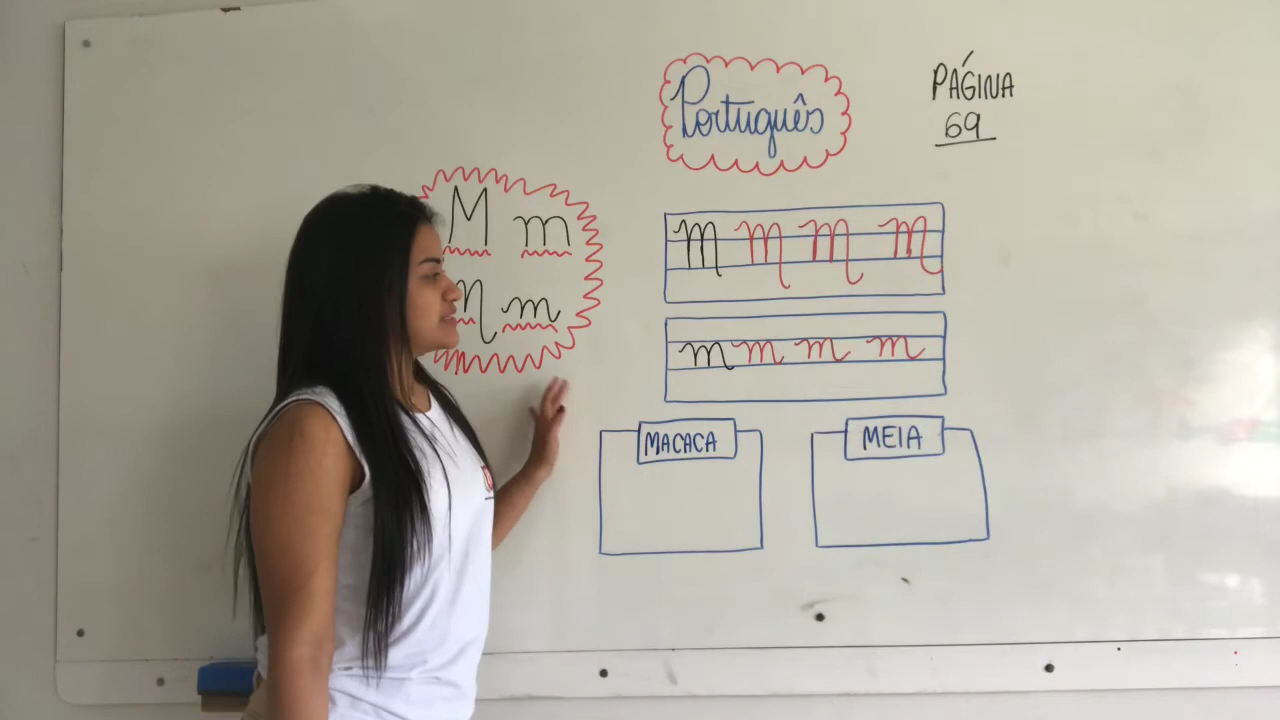 Português
PÁGINA
69
M m
M m
M M M M
m m m m
MACACA
MEIA